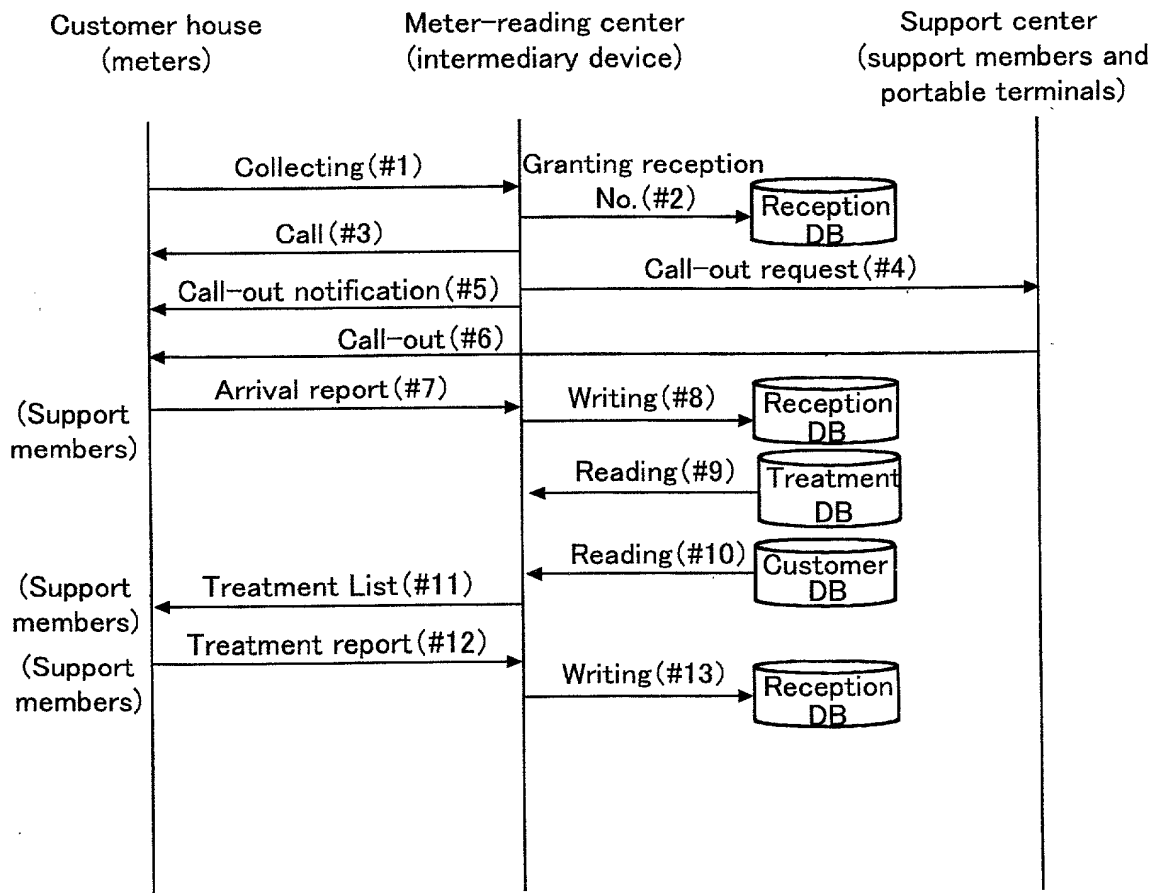 Customer house
(meters)
Meter-reading center
(intermediary device)
Support center
(support members and
portable terminals)
Collecting(#1)
Granting reception
No.(#2)
Reception
DB
Call(#3)
Call-out request(#4)
Call-out notification(#5)
Call-out(#6)
Arrival report(#7)
(Support
members)
Writing(#8)
Reception
DB
Reading(#9)
Treatment
DB
Reading(#10)
Customer
DB
(Support
members)
Treatment List(#11)
Treatment report(#12)
(Support
members)
Writing(#13)
Reception
DB